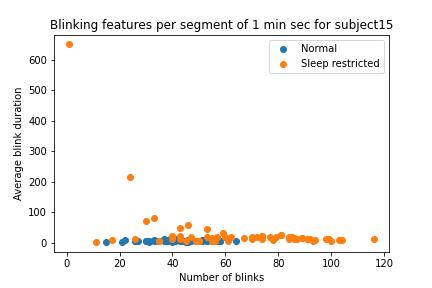 Blinking features per segment of 1 min sec for subject15
Normal
Sleep restricted
Average blink duration
600
500
400
300
200
100
0
0
20
40
60
80
100
120
Number of blinks